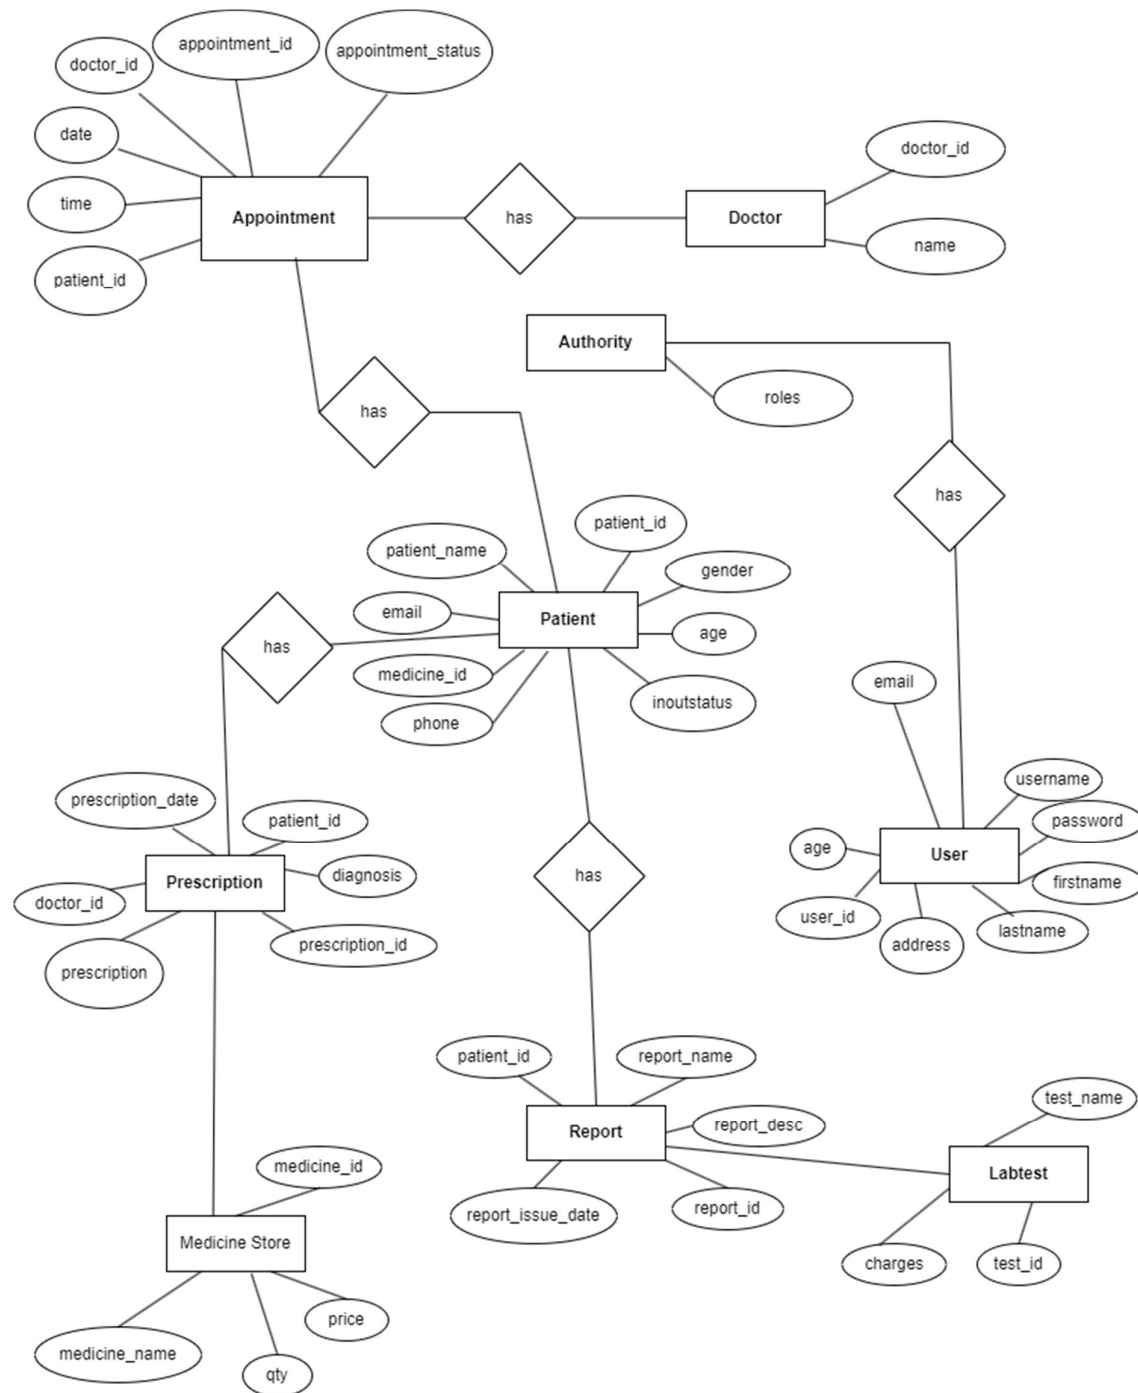 appointment_id
appointment_status
doctor_id
date
time
patient_id
Appointment
has
Doctor
doctor_id
name
Authority
roles
has
has
patient_id
patient_name
gender
email
Patient
age
medicine_id
inoutstatus
phone
has
email
username
password
age
User
firstname
user_id
address
lastname
prescription_date
patient_id
Prescription
diagnosis
doctor_id
prescription_id
prescription
has
patient_id
report_name
report_desc
Report
report_issue_date
report_id
test_name
Labtest
charges
test_id
medicine_id
Medicine Store
price
medicine_name
qty